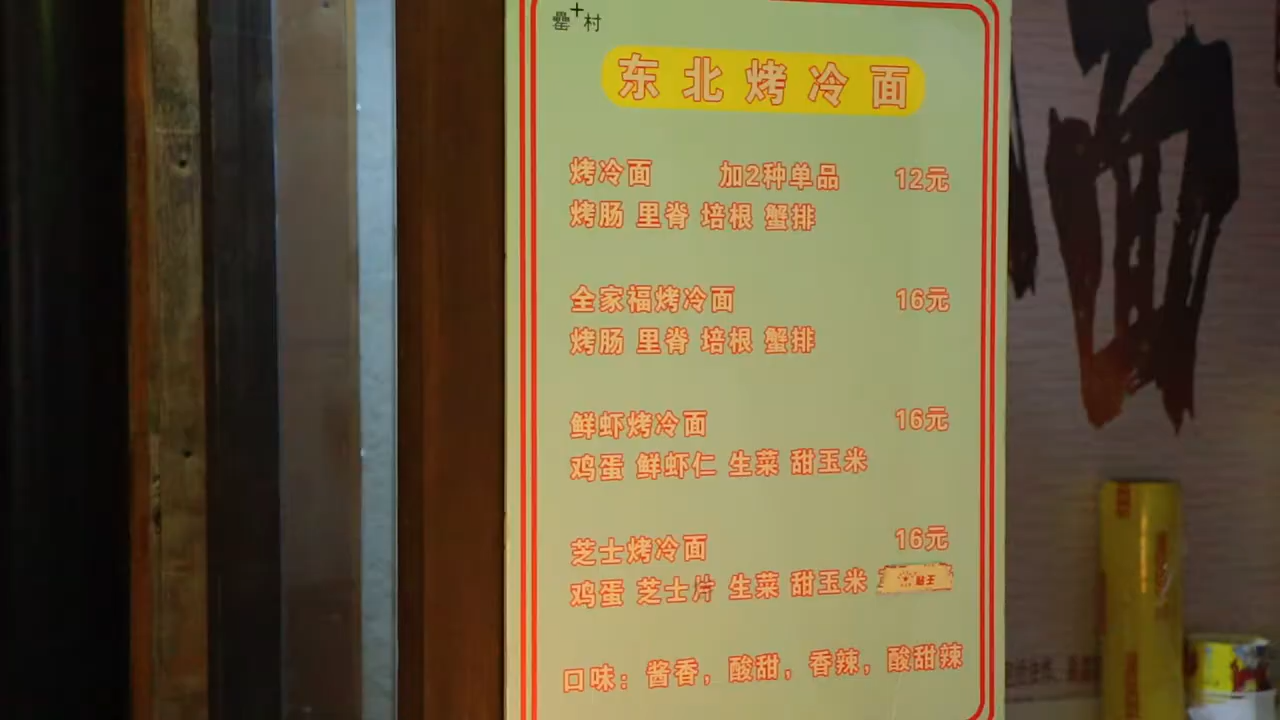 罍+村
东北烤冷面
烤冷面 加2种单品 12元
烤肠 里脊 培根 蟹排
全家福烤冷面 16元
烤肠 里脊 培根 蟹排
鲜虾烤冷面 16元
鸡蛋 鲜虾仁 生菜 甜玉米
芝士烤冷面 16元
鸡蛋 芝士片 生菜 甜玉米
口味：酱香，酸甜，香辣，酸甜辣